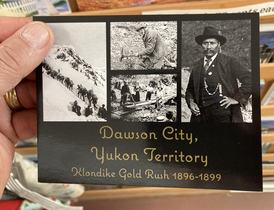 Dawson City,
Yukon Territory
Klondike Gold Rush 1896-1899